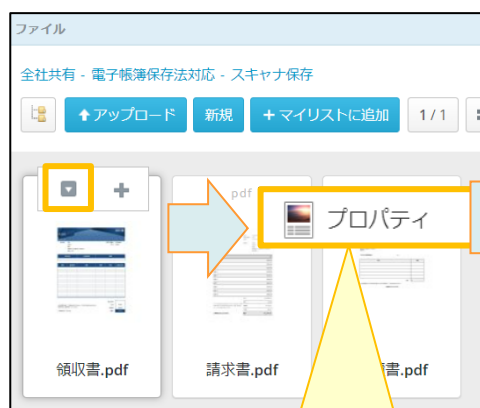 ファイル
全社共有 - 電子帳簿保存法対応 - スキャナ保存
アップロード
新規
+ マイリストに追加
1 / 1
pdf
プロパティ
領収書.pdf
請求書.pdf
書.pdf